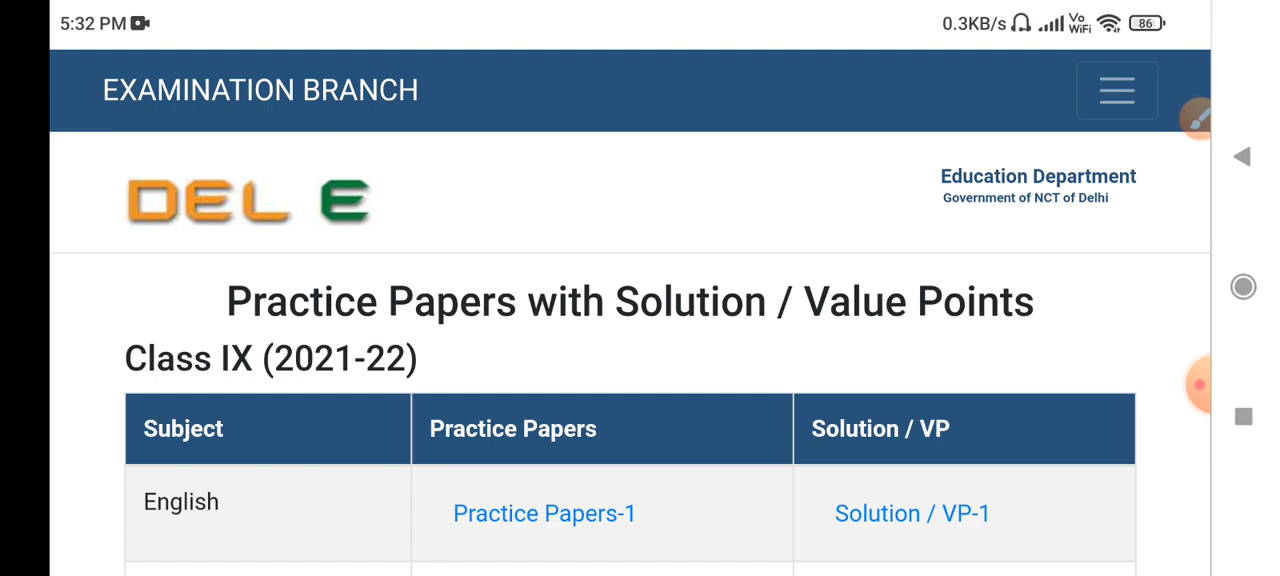 5:32 PM
0.3KB/s Vo WiFi 86
EXAMINATION BRANCH
DEL E
Education Department
Government of NCT of Delhi
Practice Papers with Solution / Value Points
Class IX (2021-22)
Subject Practice Papers Solution / VP
English Practice Papers-1 Solution / VP-1